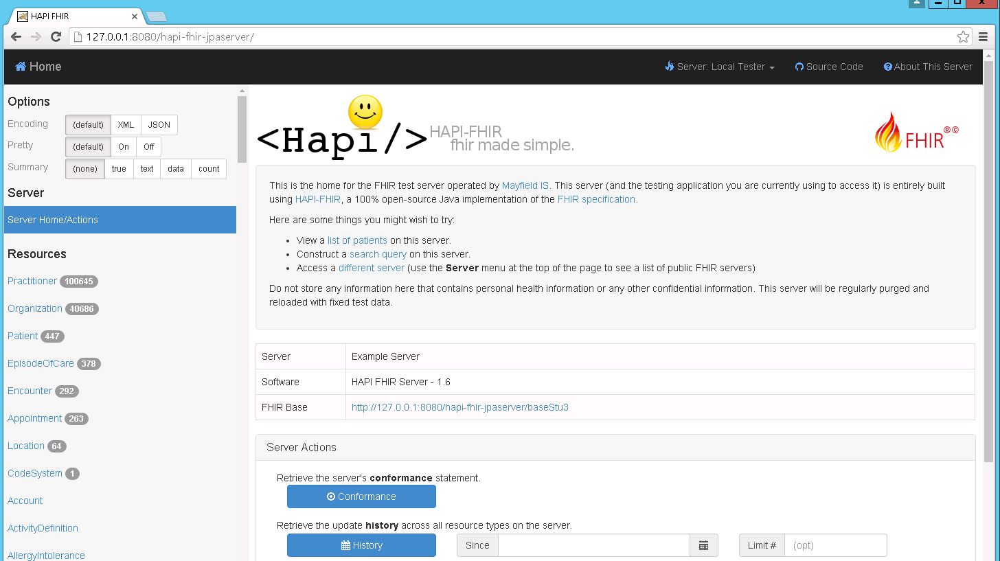 HAPI FHIR
127.0.0.1:8080/hapi-fhir-jpaserver/
Home
Server: Local Tester
Source Code
About This Server
Options
Encoding (default) XML JSON
Pretty (default) On Off
Summary (none) true text data count
Server
Server Home/Actions
Resources
Practitioner 100645
Organization 40686
Patient 447
EpisodeOfCare 378
Encounter 292
Appointment 263
Location 64
CodeSystem 1
Account
ActivityDefinition
AllergyIntolerance
<Hapi/>
HAPI-FHIR
fhir made simple.
FHIR®©
This is the home for the FHIR test server operated by Mayfield IS. This server (and the testing application you are currently using to access it) is entirely built
using HAPI-FHIR, a 100% open-source Java implementation of the FHIR specification.
Here are some things you might wish to try:
• View a list of patients on this server.
• Construct a search query on this server.
• Access a different server (use the Server menu at the top of the page to see a list of public FHIR servers)
Do not store any information here that contains personal health information or any other confidential information. This server will be regularly purged and
reloaded with fixed test data.
Server Example Server
Software HAPI FHIR Server - 1.6
FHIR Base http://127.0.0.1:8080/hapi-fhir-jpaserver/baseStu3
Server Actions
Retrieve the server's conformance statement.
Conformance
Retrieve the update history across all resource types on the server.
History Since Limit # (opt)